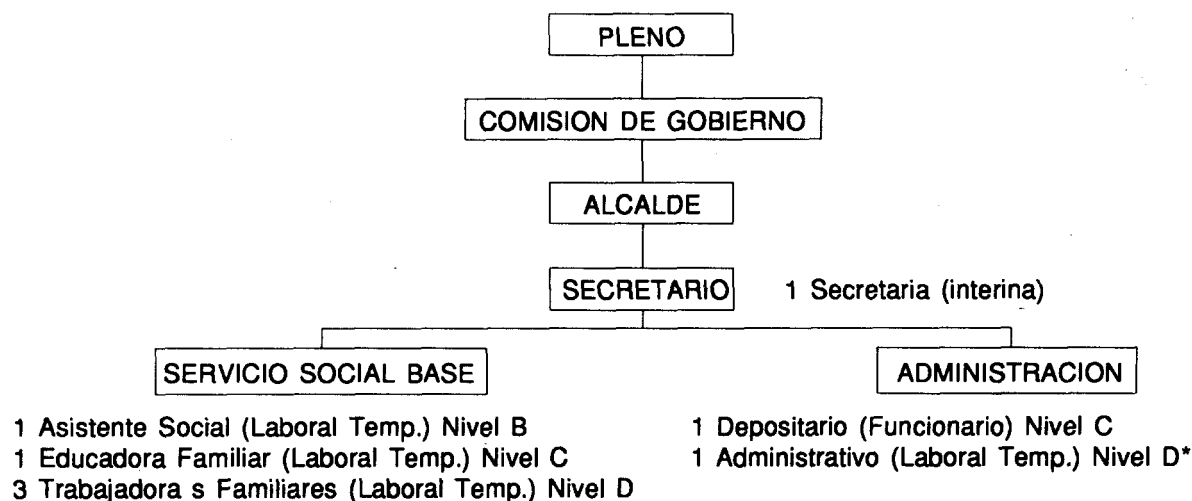 PLENO
COMISION DE GOBIERNO
ALCALDE
SECRETARIO 1 Secretaria (interina)
SERVICIO SOCIAL BASE
1 Asistente Social (Laboral Temp.) Nivel B
1 Educadora Familiar (Laboral Temp.) Nivel C
3 Trabajadora s Familiares (Laboral Temp.) Nivel D
ADMINISTRACION
1 Depositario (Funcionario) Nivel C
1 Administrativo (Laboral Temp.) Nivel D*